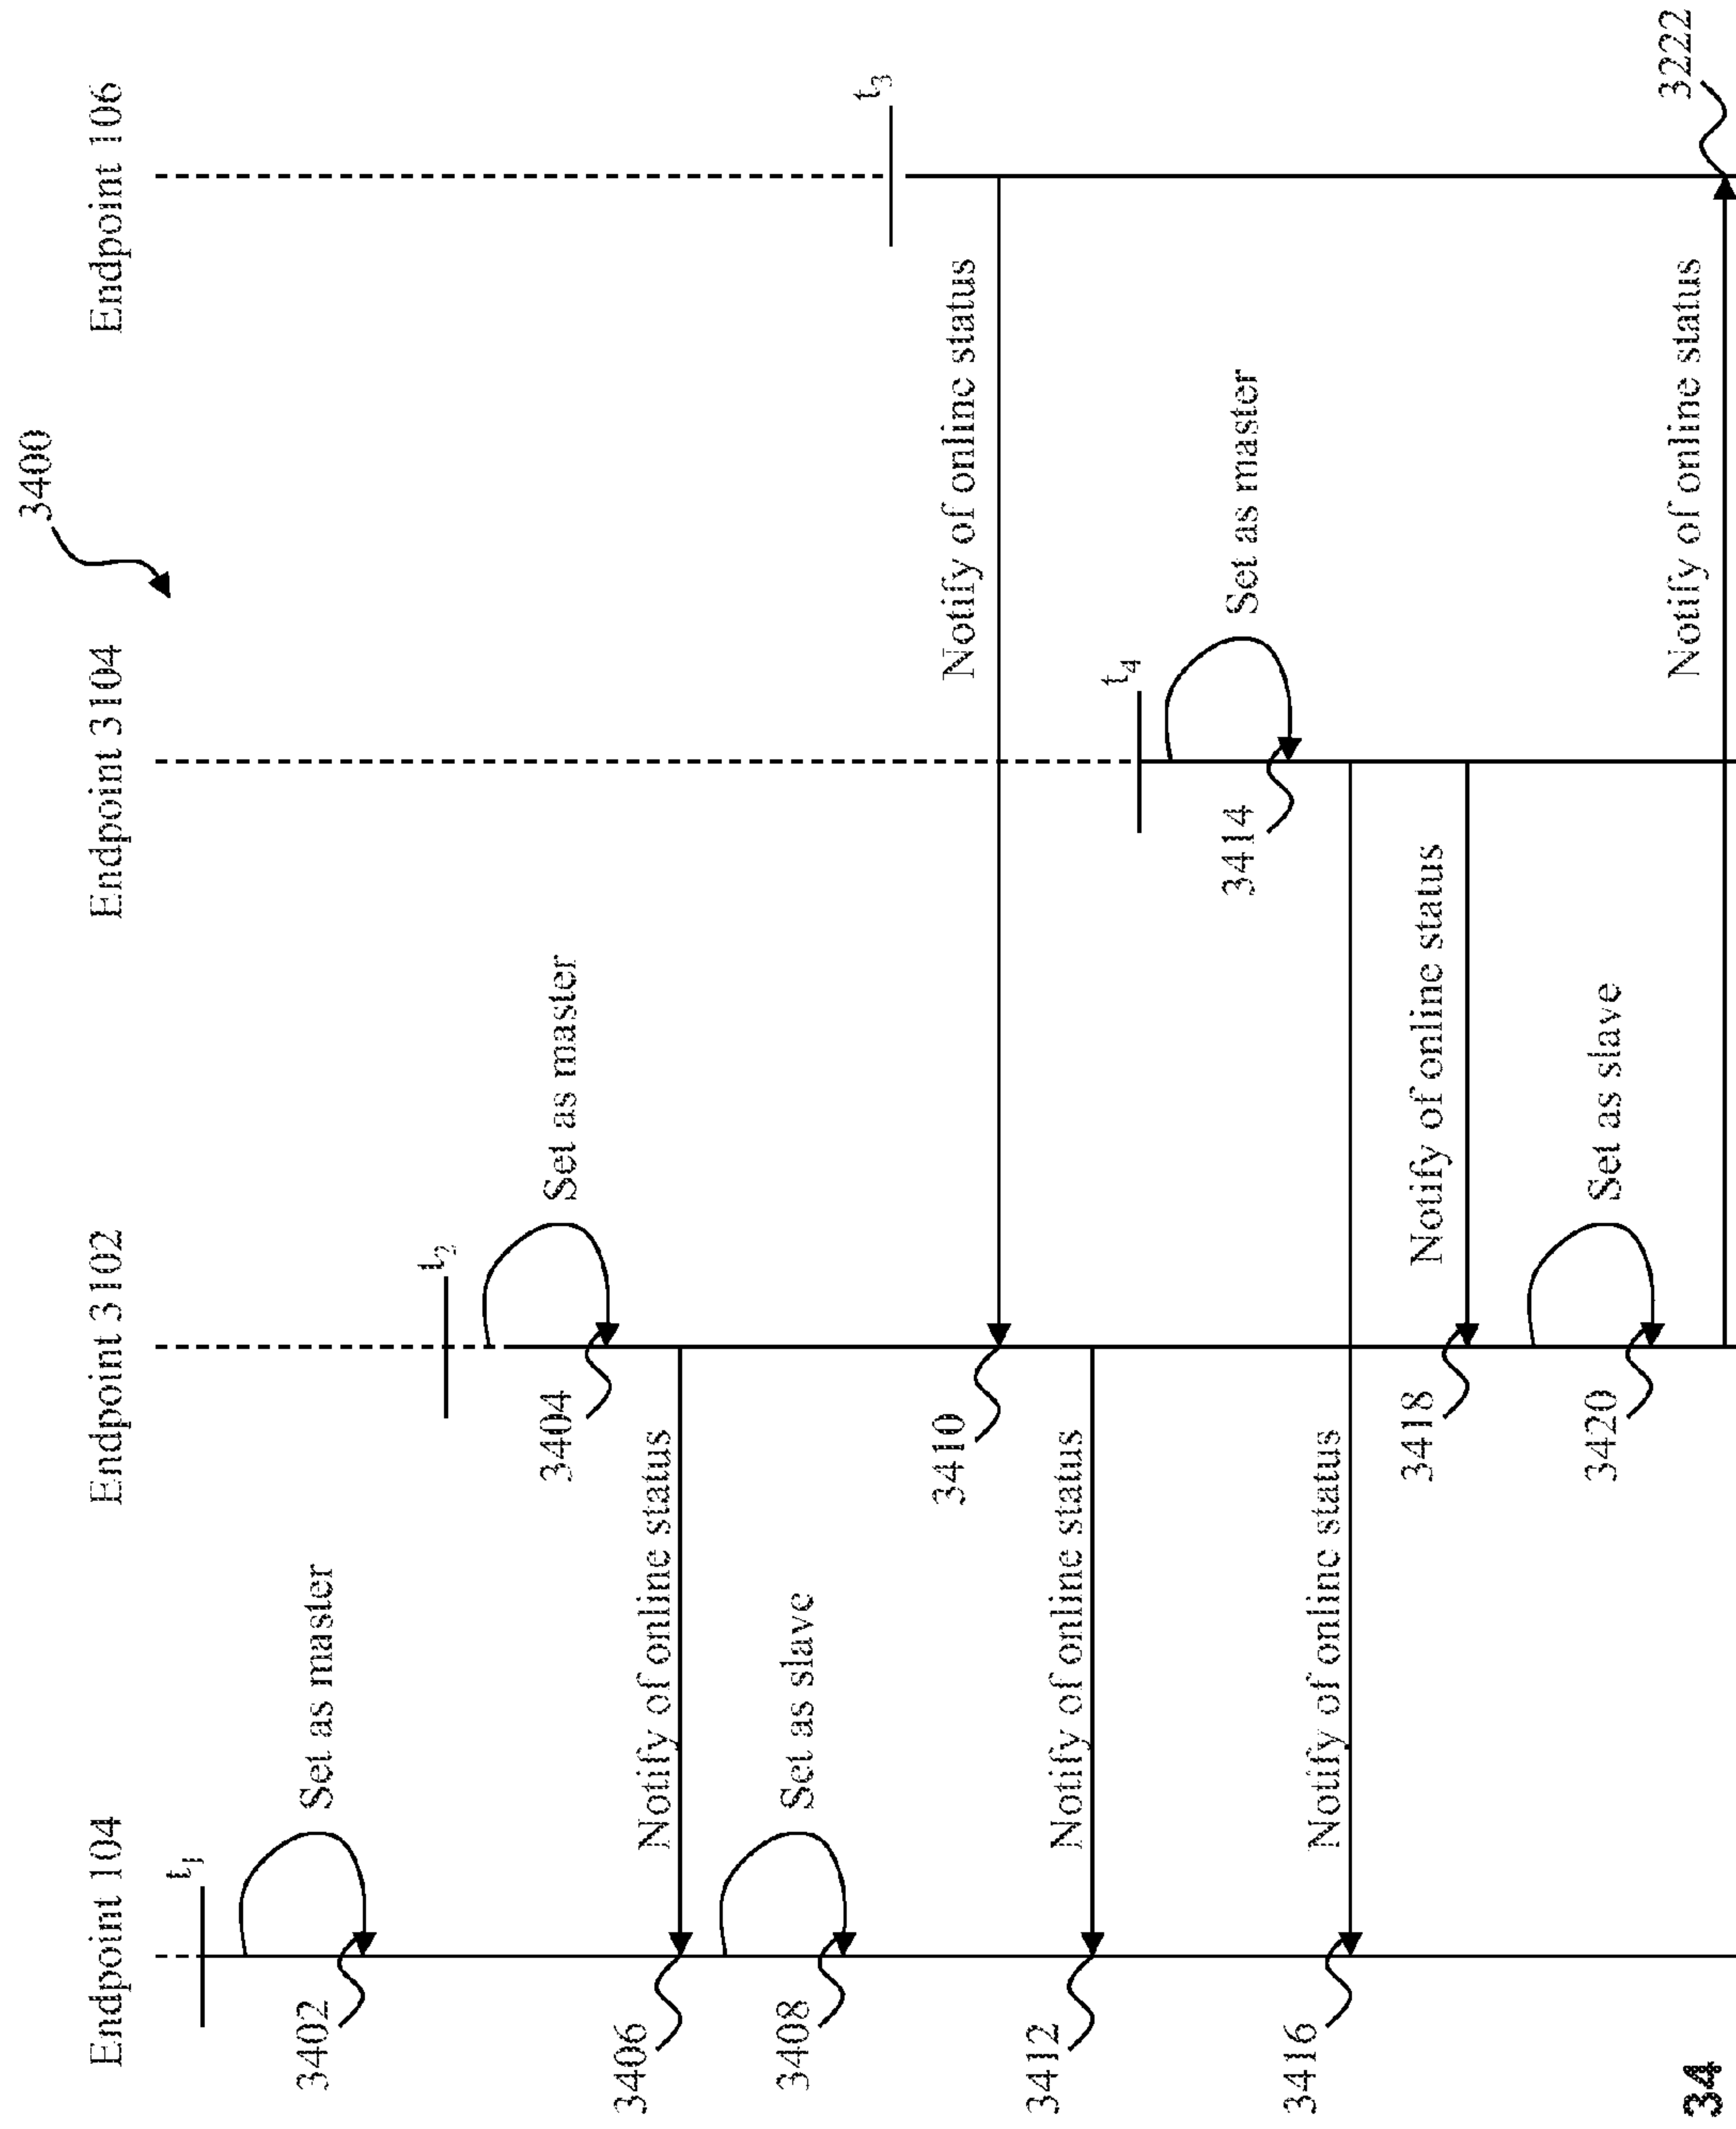 3400
Endpoint 104
Endpoint 3102
Endpoint 3104
Endpoint 106
t1
3402
Set as master
t2
3404
Set as master
3406
Notify of online status
3408
Set as slave
t3
3410
Notify of online status
3412
Notify of online status
t4
3414
Set as master
3416
Notify of online status
3418
Notify of online status
3420
Set as slave
Notify of online status
3222
34